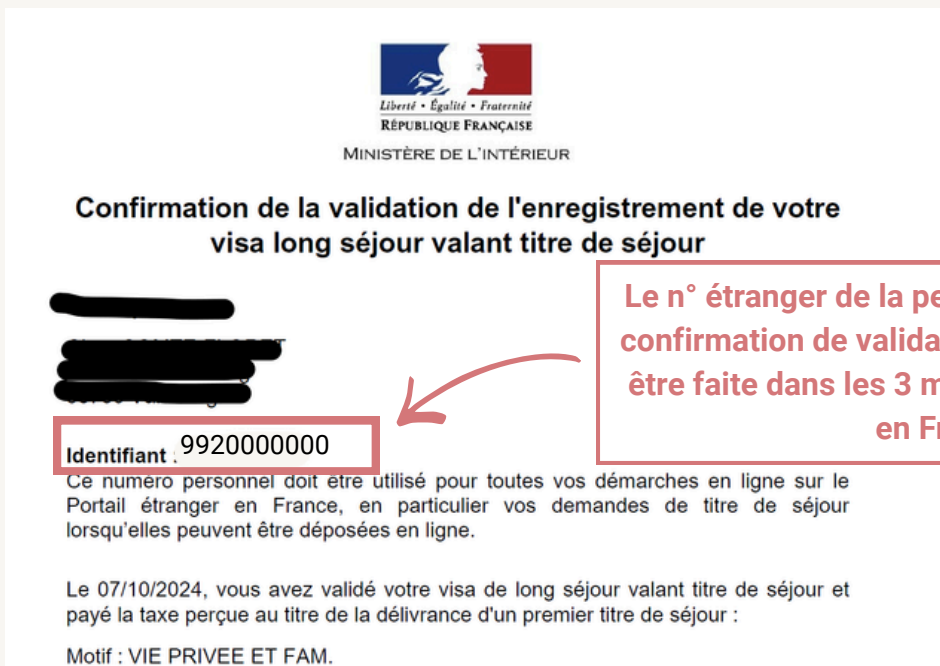 Liberté • Égalité • Fraternité
RÉPUBLIQUE FRANÇAISE
MINISTÈRE DE L'INTÉRIEUR
Confirmation de la validation de l'enregistrement de votre
visa long séjour valant titre de séjour
Le n° étranger de la
confirmation de
être faite dans les 3
en
Identifiant : 9920000000
Ce numéro personnel doit être utilisé pour toutes vos démarches en ligne sur le
Portail étranger en France, en particulier vos demandes de titre de séjour
lorsqu'elles peuvent être déposées en ligne.
Le 07/10/2024, vous avez validé votre visa de long séjour valant titre de séjour et
payé la taxe perçue au titre de la délivrance d'un premier titre de séjour :
Motif : VIE PRIVEE ET FAM.